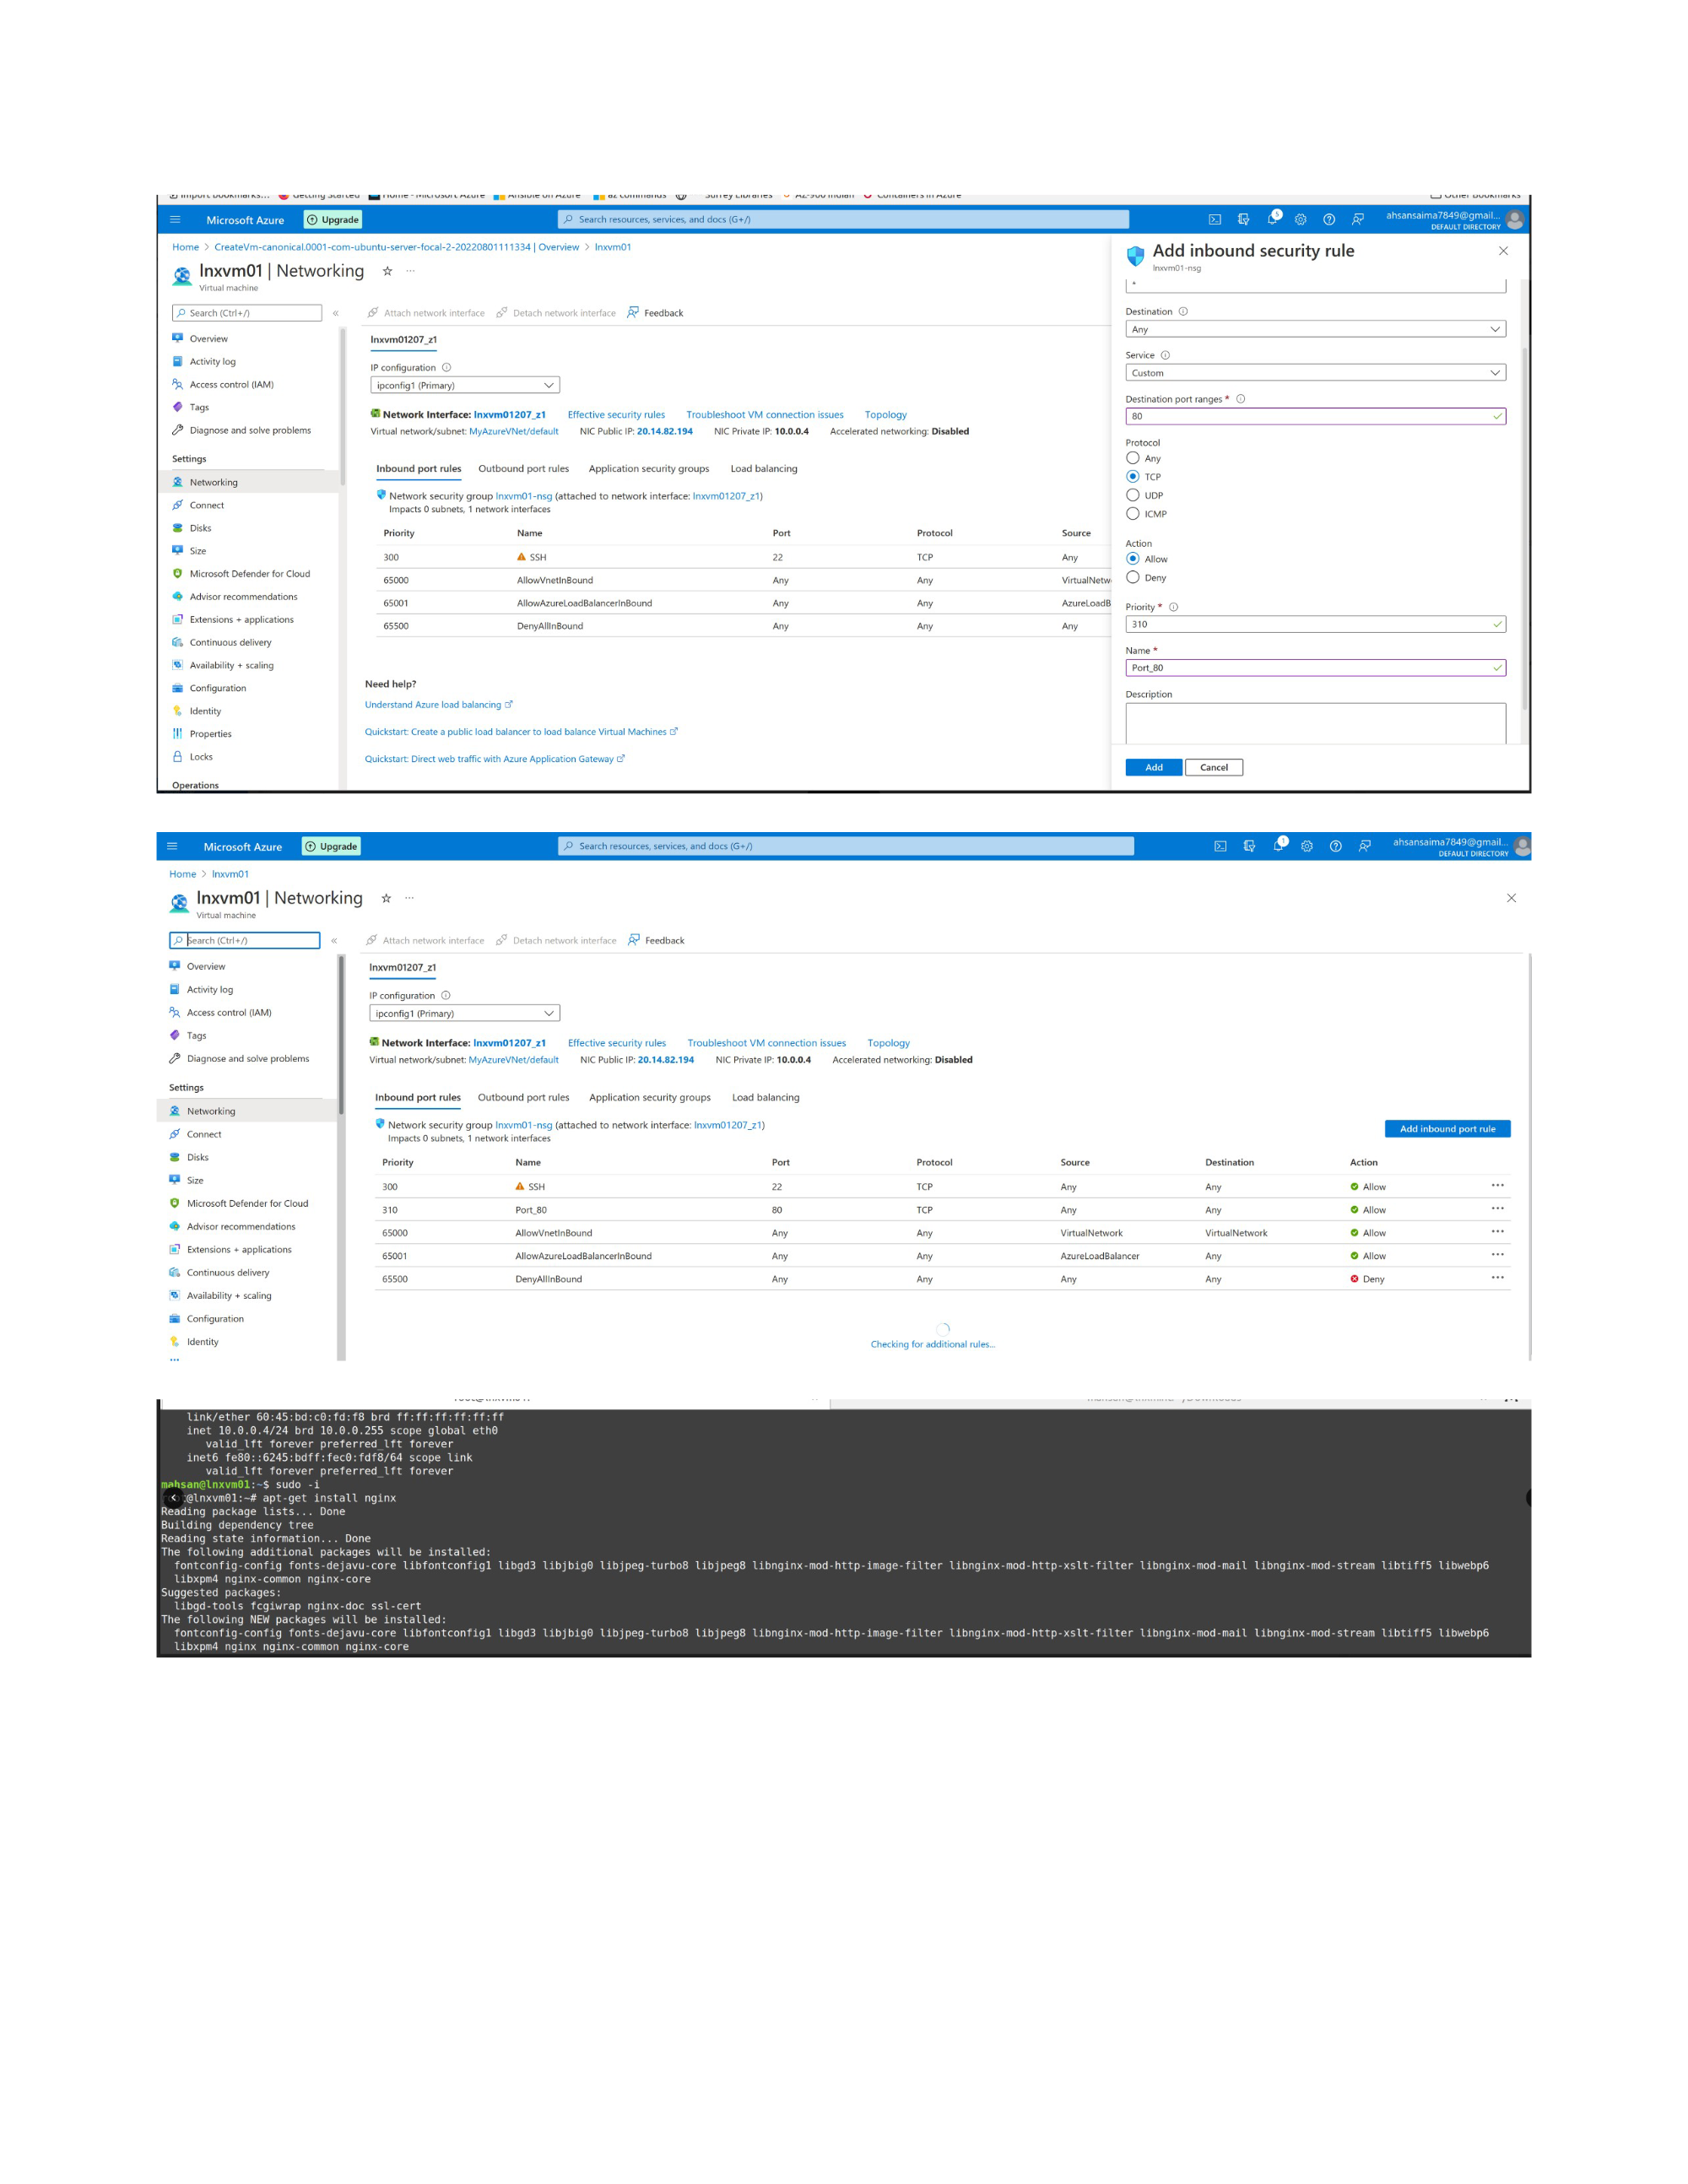 Import Bookmarks... Getting Started Home - Microsoft Azure Ansible on Azure az commands Surrey Libraries AZ-900 Indian Containers in Azure Other Bookmarks
Microsoft Azure Upgrade Search resources, services, and docs (G+/) 5 ahsansaima7849@gmail...
DEFAULT DIRECTORY
Home > CreateVm-canonical.0001-com-ubuntu-server-focal-2-20220801111334 | Overview > lnxvm01
lnxvm01 | Networking ☆ ...
Virtual machine
Search (Ctrl+/) «
Overview
Activity log
Access control (IAM)
Tags
Diagnose and solve problems
Settings
Networking
Connect
Disks
Size
Microsoft Defender for Cloud
Advisor recommendations
Extensions + applications
Continuous delivery
Availability + scaling
Configuration
Identity
Properties
Locks
Operations
Attach network interface Detach network interface Feedback
lnxvm01207_z1
IP configuration
ipconfig1 (Primary)
Network Interface: lnxvm01207_z1 Effective security rules Troubleshoot VM connection issues Topology
Virtual network/subnet: MyAzureVNet/default NIC Public IP: 20.14.82.194 NIC Private IP: 10.0.0.4 Accelerated networking: Disabled
Inbound port rules Outbound port rules Application security groups Load balancing
Network security group lnxvm01-nsg (attached to network interface: lnxvm01207_z1)
Impacts 0 subnets, 1 network interfaces
Priority Name Port Protocol Source
300 SSH 22 TCP Any
65000 AllowVnetInBound Any Any VirtualNetw
65001 AllowAzureLoadBalancerInBound Any Any AzureLoadB
65500 DenyAllInBound Any Any Any
Need help?
Understand Azure load balancing
Quickstart: Create a public load balancer to load balance Virtual Machines
Quickstart: Direct web traffic with Azure Application Gateway
Add inbound security rule
lnxvm01-nsg
*
Destination
Any
Service
Custom
Destination port ranges *
80
Protocol
Any
TCP
UDP
ICMP
Action
Allow
Deny
Priority *
310
Name *
Port_80
Description
Add Cancel
Microsoft Azure Upgrade Search resources, services, and docs (G+/) 1 ahsansaima7849@gmail...
DEFAULT DIRECTORY
Home > lnxvm01
lnxvm01 | Networking ☆ ...
Virtual machine
Search (Ctrl+/) «
Overview
Activity log
Access control (IAM)
Tags
Diagnose and solve problems
Settings
Networking
Connect
Disks
Size
Microsoft Defender for Cloud
Advisor recommendations
Extensions + applications
Continuous delivery
Availability + scaling
Configuration
Identity
Attach network interface Detach network interface Feedback
lnxvm01207_z1
IP configuration
ipconfig1 (Primary)
Network Interface: lnxvm01207_z1 Effective security rules Troubleshoot VM connection issues Topology
Virtual network/subnet: MyAzureVNet/default NIC Public IP: 20.14.82.194 NIC Private IP: 10.0.0.4 Accelerated networking: Disabled
Inbound port rules Outbound port rules Application security groups Load balancing
Network security group lnxvm01-nsg (attached to network interface: lnxvm01207_z1)
Impacts 0 subnets, 1 network interfaces
Add inbound port rule
Priority Name Port Protocol Source Destination Action
300 SSH 22 TCP Any Any Allow ...
310 Port_80 80 TCP Any Any Allow ...
65000 AllowVnetInBound Any Any VirtualNetwork VirtualNetwork Allow ...
65001 AllowAzureLoadBalancerInBound Any Any AzureLoadBalancer Any Allow ...
65500 DenyAllInBound Any Any Any Any Deny ...
Checking for additional rules...
link/ether 60:45:bd:c0:fd:f8 brd ff:ff:ff:ff:ff:ff
inet 10.0.0.4/24 brd 10.0.0.255 scope global eth0
valid_lft forever preferred_lft forever
inet6 fe80::6245:bdff:fec0:fdf8/64 scope link
valid_lft forever preferred_lft forever
mahsan@lnxvm01:~$ sudo -i
@lnxvm01:~# apt-get install nginx
Reading package lists... Done
Building dependency tree
Reading state information... Done
The following additional packages will be installed:
fontconfig-config fonts-dejavu-core libfontconfig1 libgd3 libjbig0 libjpeg-turbo8 libjpeg8 libnginx-mod-http-image-filter libnginx-mod-http-xslt-filter libnginx-mod-mail libnginx-mod-stream libtiff5 libwebp6
libxpm4 nginx-common nginx-core
Suggested packages:
libgd-tools fcgiwrap nginx-doc ssl-cert
The following NEW packages will be installed:
fontconfig-config fonts-dejavu-core libfontconfig1 libgd3 libjbig0 libjpeg-turbo8 libjpeg8 libnginx-mod-http-image-filter libnginx-mod-http-xslt-filter libnginx-mod-mail libnginx-mod-stream libtiff5 libwebp6
libxpm4 nginx nginx-common nginx-core